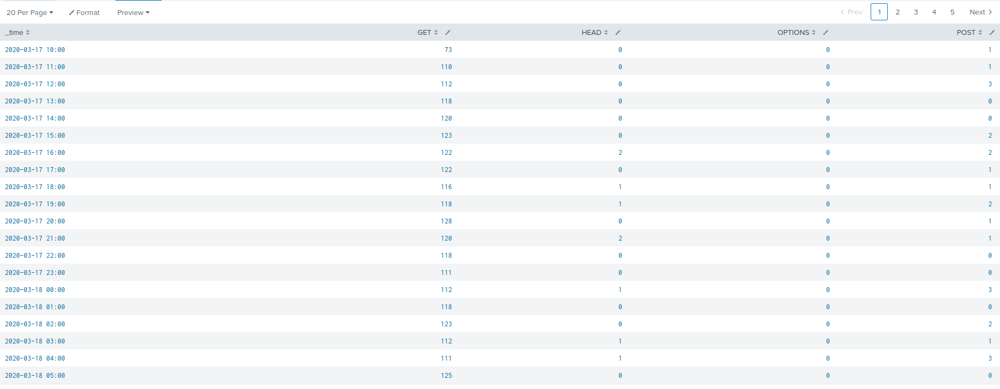 20 Per Page Format Preview Prev 1 2 3 4 5 Next
_time GET HEAD OPTIONS POST
2020-03-17 10:00 73 0 0 1
2020-03-17 11:00 110 0 0 1
2020-03-17 12:00 112 0 0 3
2020-03-17 13:00 118 0 0 0
2020-03-17 14:00 120 0 0 0
2020-03-17 15:00 123 0 0 2
2020-03-17 16:00 122 2 0 2
2020-03-17 17:00 122 0 0 1
2020-03-17 18:00 116 1 0 1
2020-03-17 19:00 118 1 0 2
2020-03-17 20:00 128 0 0 1
2020-03-17 21:00 120 2 0 1
2020-03-17 22:00 118 0 0 0
2020-03-17 23:00 111 0 0 0
2020-03-18 00:00 112 1 0 3
2020-03-18 01:00 118 0 0 0
2020-03-18 02:00 123 0 0 2
2020-03-18 03:00 112 1 0 1
2020-03-18 04:00 111 1 0 3
2020-03-18 05:00 125 0 0 0